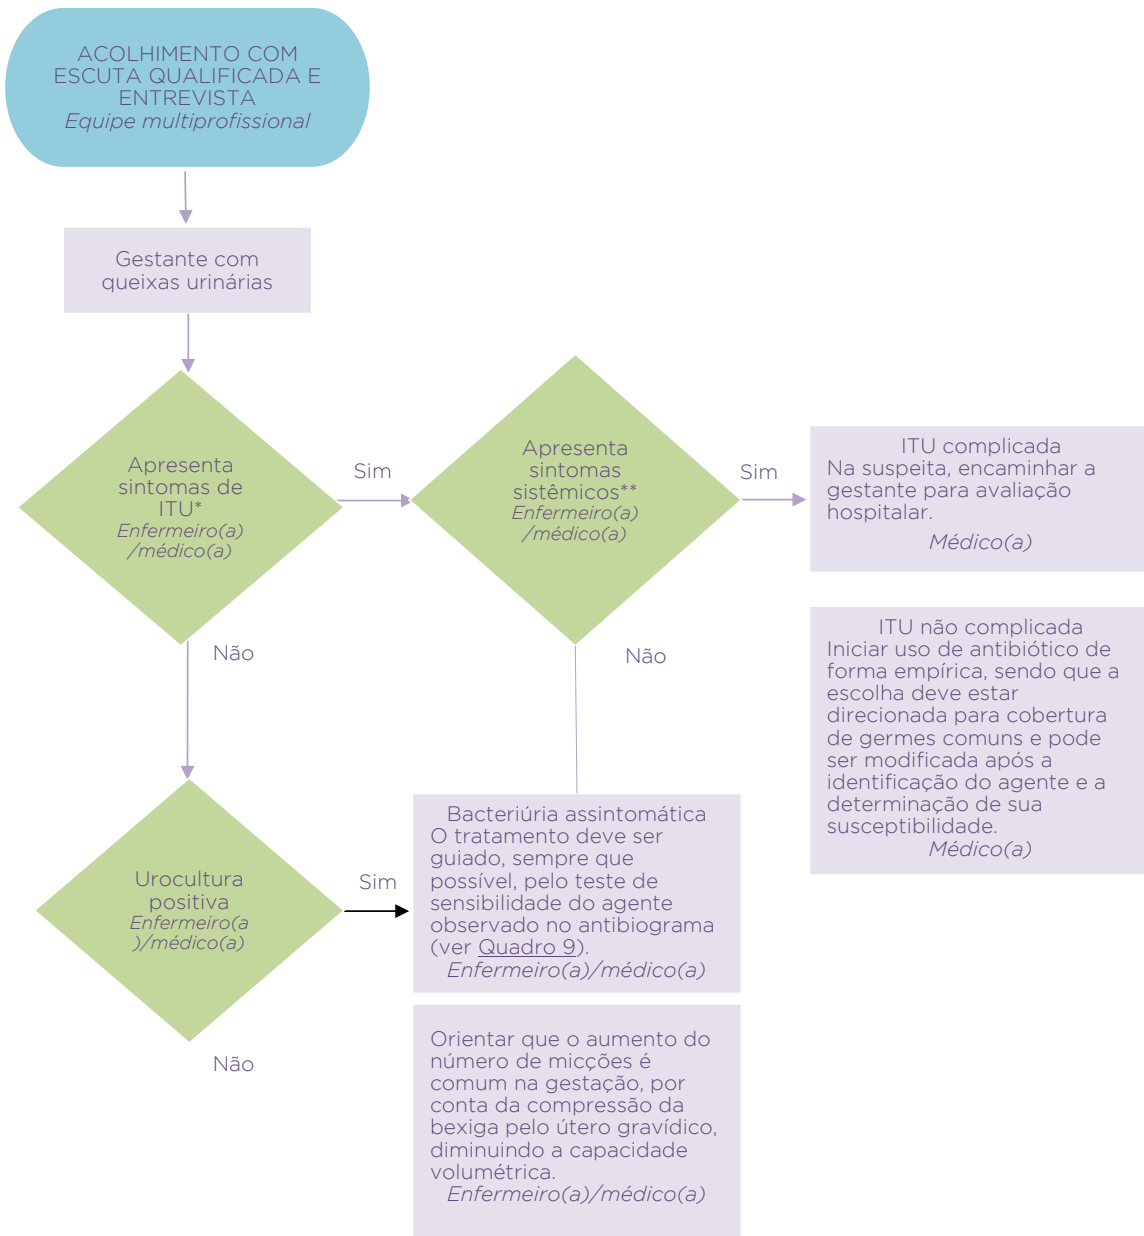 ACOLHIMENTO COM
ESCUTA QUALIFICADA E
ENTREVISTA
Equipe multiprofissional
Gestante com
queixas urinárias
Apresenta
sintomas de
ITU*
Enfermeiro(a)
/médico(a)
Sim
Apresenta
sintomas
sistêmicos**
Enfermeiro(a)
/médico(a)
Sim
ITU complicada
Na suspeita, encaminhar a
gestante para avaliação
hospitalar.
Médico(a)
Não
Não
ITU não complicada
Iniciar uso de antibiótico de
forma empírica, sendo que a
escolha deve estar
direcionada para cobertura
de germes comuns e pode
ser modificada após a
identificação do agente e a
determinação de sua
susceptibilidade.
Médico(a)
Urocultura
positiva
Enfermeiro(a
)/médico(a)
Sim
Bacteriúria assintomática
O tratamento deve ser
guiado, sempre que
possível, pelo teste de
sensibilidade do agente
observado no antibiograma
(ver Quadro 9).
Enfermeiro(a)/médico(a)
Não
Orientar que o aumento do
número de micções é
comum na gestação, por
conta da compressão da
bexiga pelo útero gravídico,
diminuindo a capacidade
volumétrica.
Enfermeiro(a)/médico(a)